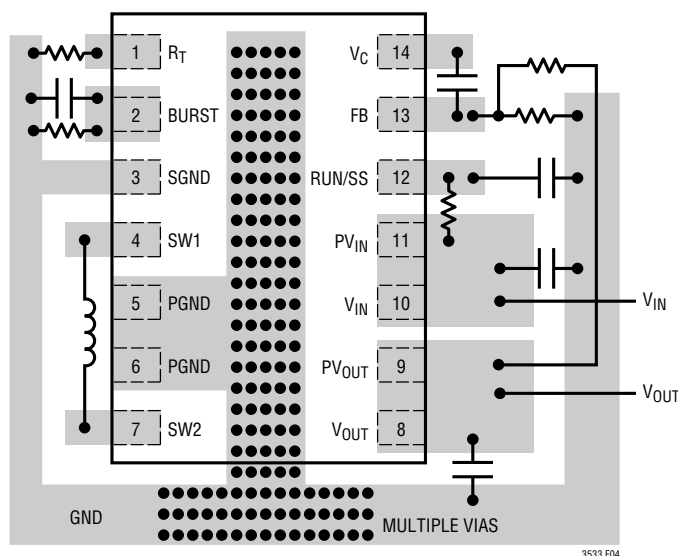 1 R_T
2 BURST
3 SGND
4 SW1
5 PGND
6 PGND
7 SW2
V_C 14
FB 13
RUN/SS 12
PV_IN 11
V_IN 10
PV_OUT 9
V_OUT 8
V_IN
V_OUT
GND
MULTIPLE VIAS
3533 F04